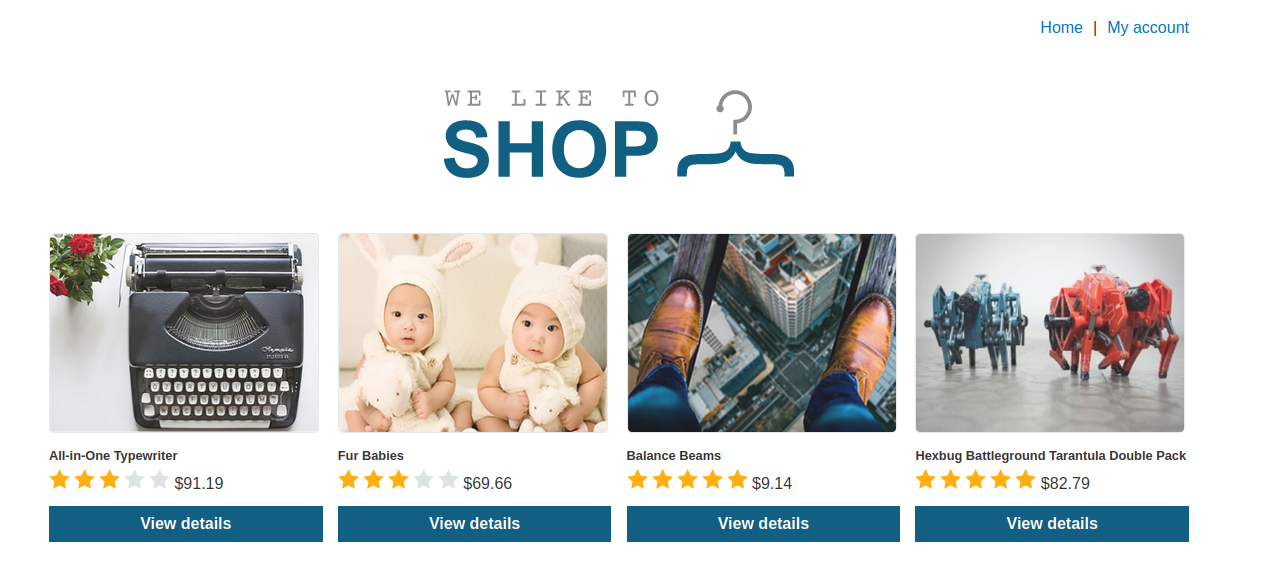 Home | My account
WE LIKE TO
SHOP
Olympia
All-in-One Typewriter
Fur Babies
Balance Beams
Hexbug Battleground Tarantula Double Pack
$91.19
$69.66
$9.14
$82.79
View details
View details
View details
View details